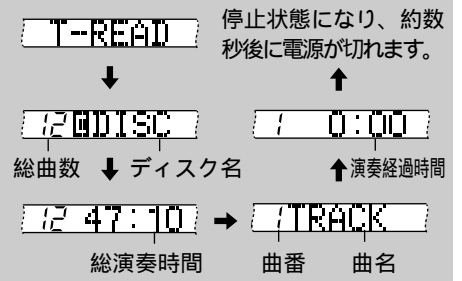 T-READ
停止状態になり、約数
秒後に電源が切れます。
12 DISC
1 0:00
総曲数 ディスク名
演奏経過時間
12 47:10
1 TRACK
総演奏時間
曲番 曲名